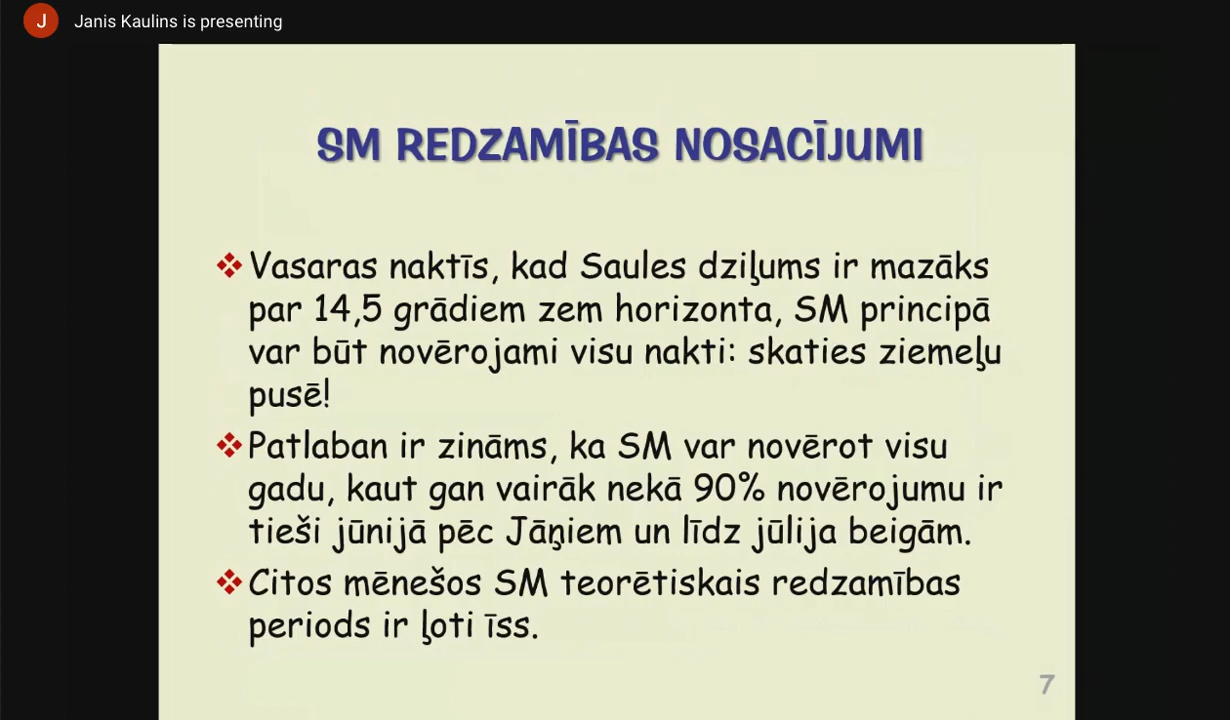 J
Janis Kaulins is presenting
SM REDZAMĪBAS NOSACĪJUMI
Vasaras naktīs, kad Saules dziļums ir mazāks
par 14,5 grādiem zem horizonta, SM principā
var būt novērojami visu nakti: skaties ziemeļu
pusē!
Patlaban ir zināms, ka SM var novērot visu
gadu, kaut gan vairāk nekā 90% novērojumu ir
tieši jūnijā pēc Jāņiem un līdz jūlija beigām.
Citos mēnešos SM teorētiskais redzamības
periods ir ļoti īss.
7